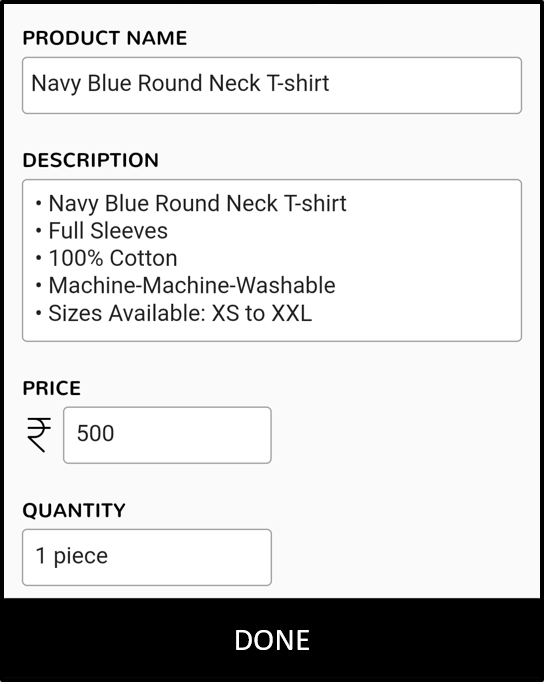 PRODUCT NAME
Navy Blue Round Neck T-shirt
DESCRIPTION
• Navy Blue Round Neck T-shirt
• Full Sleeves
• 100% Cotton
• Machine-Machine-Washable
• Sizes Available: XS to XXL
PRICE
₹ 500
QUANTITY
1 piece
DONE